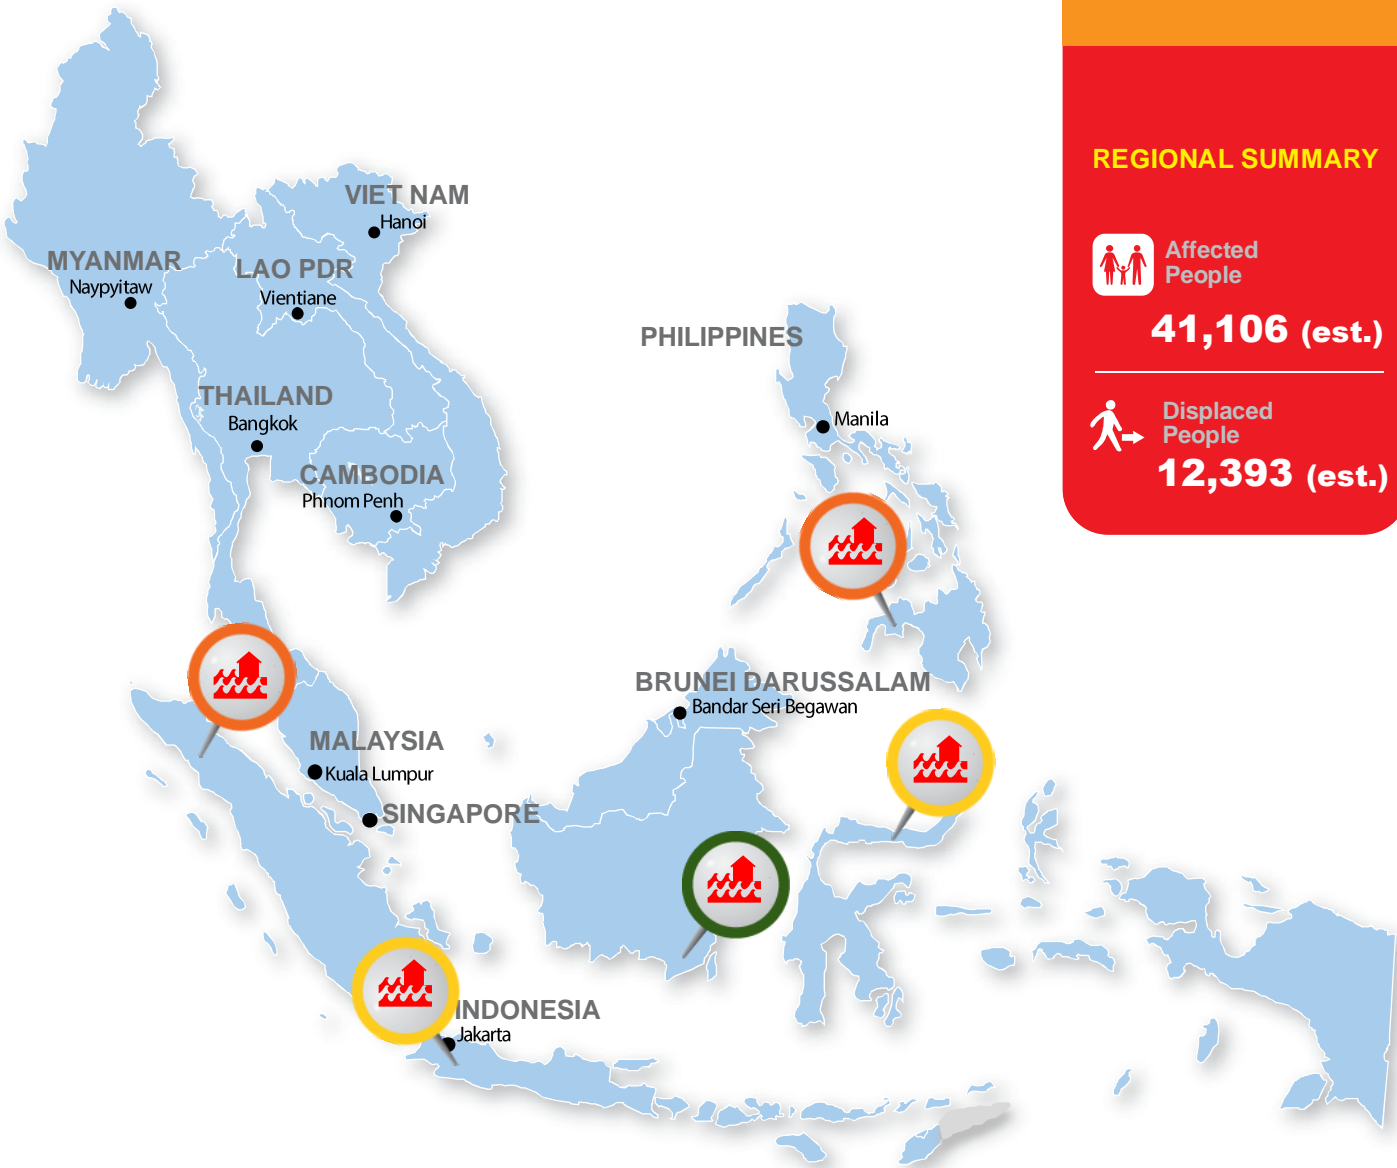 REGIONAL SUMMARY
Affected
People
41,106 (est.)
Displaced
People
12,393 (est.)
VIET NAM
Hanoi
MYANMAR
Naypyitaw
LAO PDR
Vientiane
PHILIPPINES
Manila
THAILAND
Bangkok
CAMBODIA
Phnom Penh
BRUNEI DARUSSALAM
Bandar Seri Begawan
MALAYSIA
Kuala Lumpur
SINGAPORE
INDONESIA
Jakarta